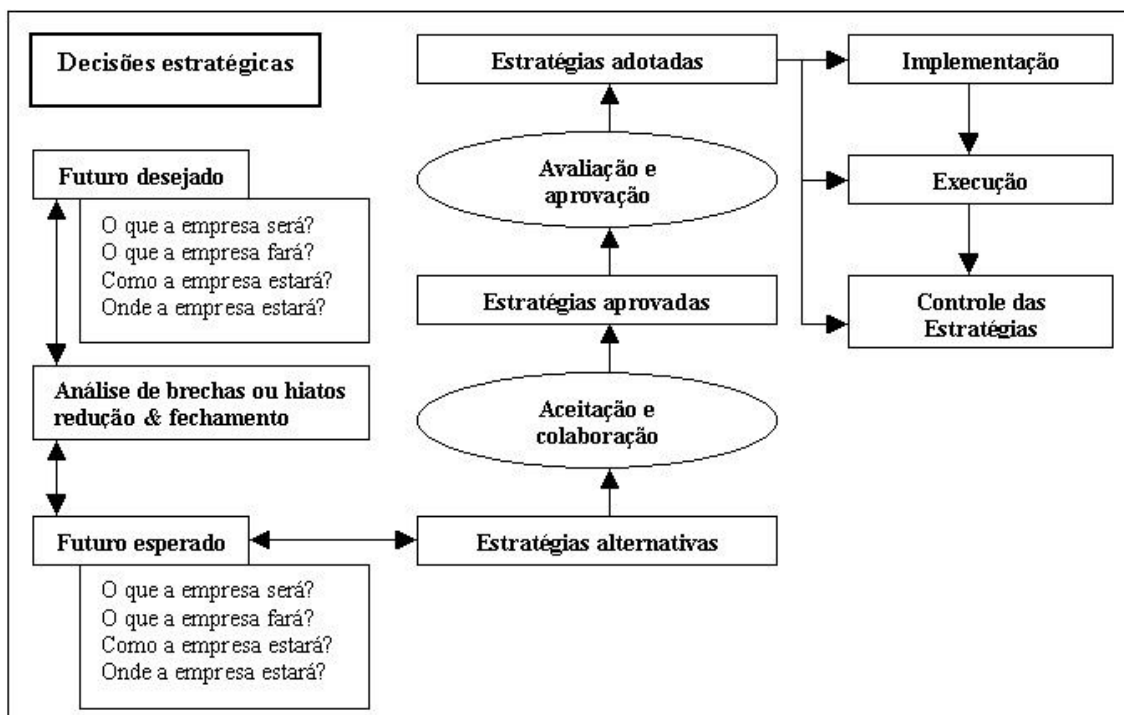 Decisões estratégicas
Futuro desejado
O que a empresa será?
O que a empresa fará?
Como a empresa estará?
Onde a empresa estará?
Análise de brechas ou hiatos
redução & fechamento
Futuro esperado
O que a empresa será?
O que a empresa fará?
Como a empresa estará?
Onde a empresa estará?
Estratégias adotadas
Avaliação e
aprovação
Estratégias aprovadas
Aceitação e
colaboração
Estratégias alternativas
Implementação
Execução
Controle das
Estratégias